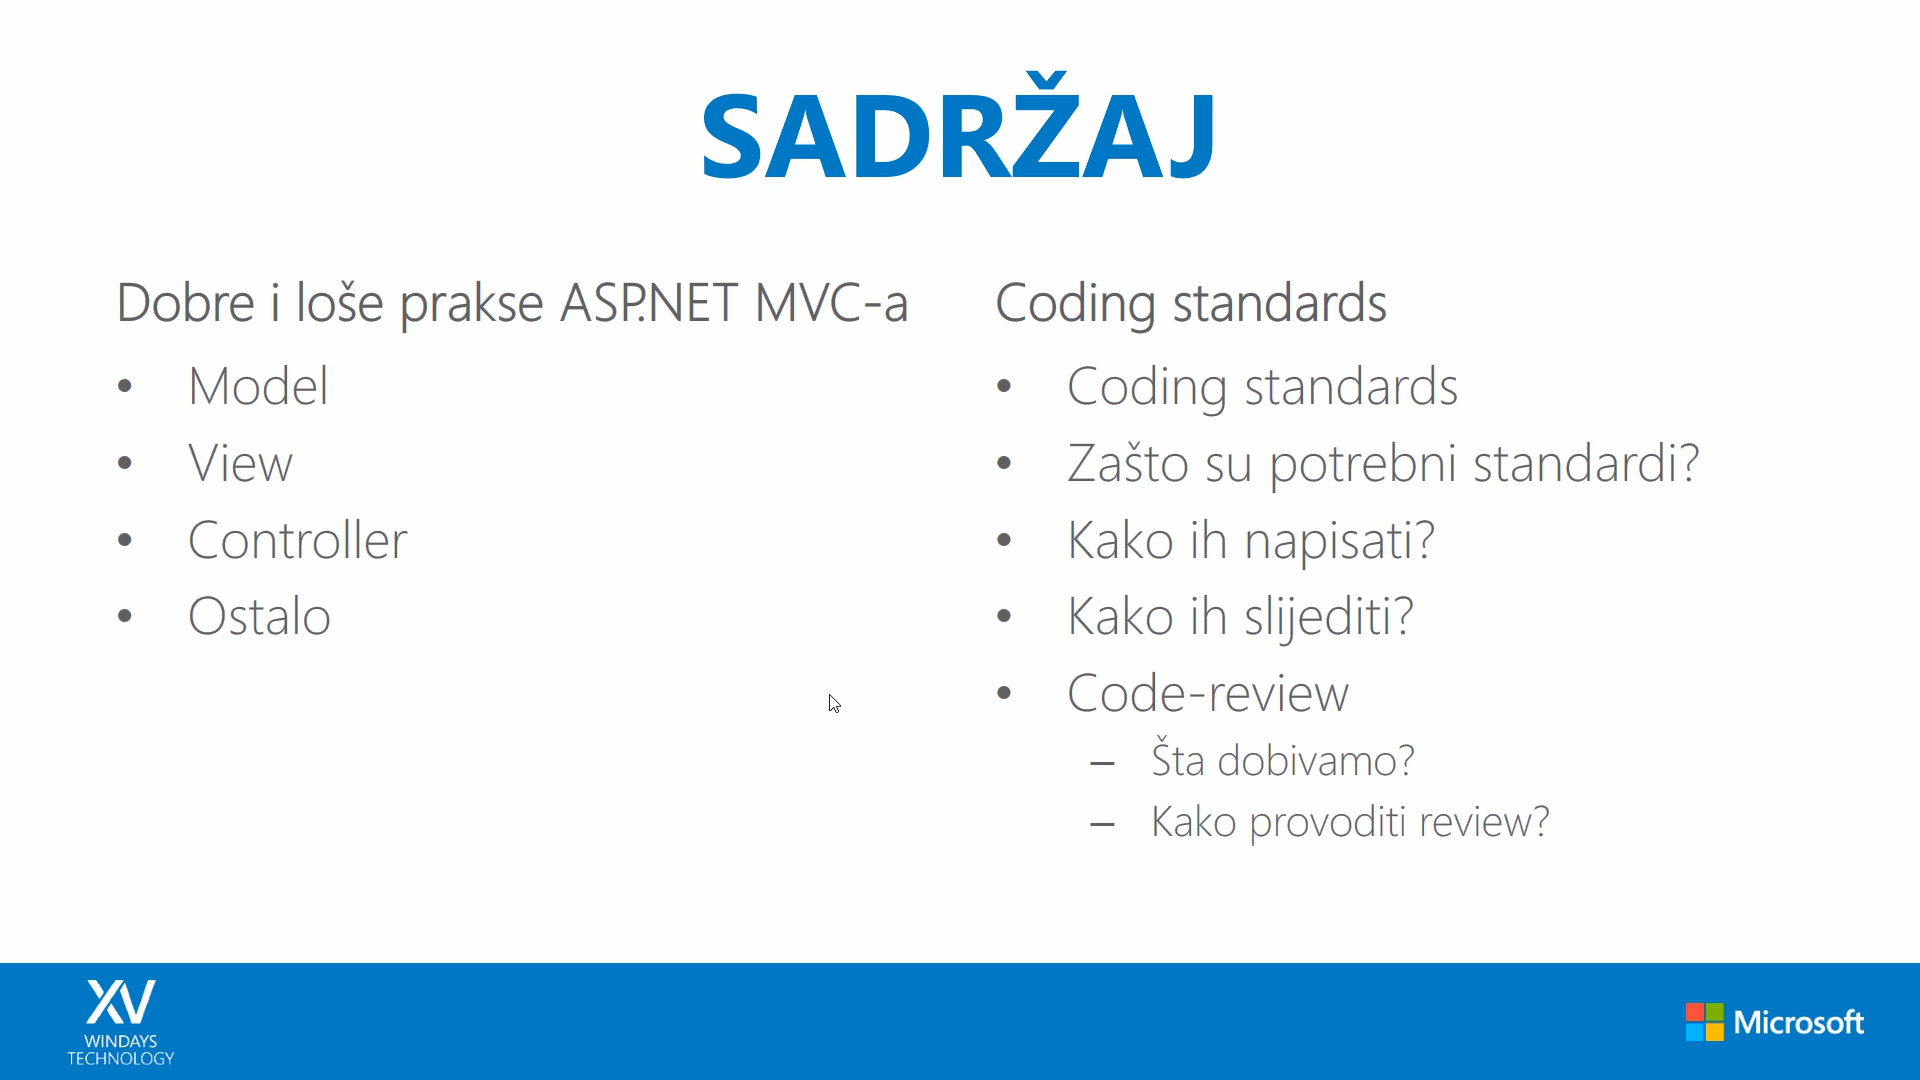 SADRŽAJ
Dobre i loše prakse ASP.NET MVC-a
• Model
• View
• Controller
• Ostalo
Coding standards
• Coding standards
• Zašto su potrebni standardi?
• Kako ih napisati?
• Kako ih slijediti?
• Code-review
– Šta dobivamo?
– Kako provoditi review?
XV
WINDAYS
TECHNOLOGY
Microsoft